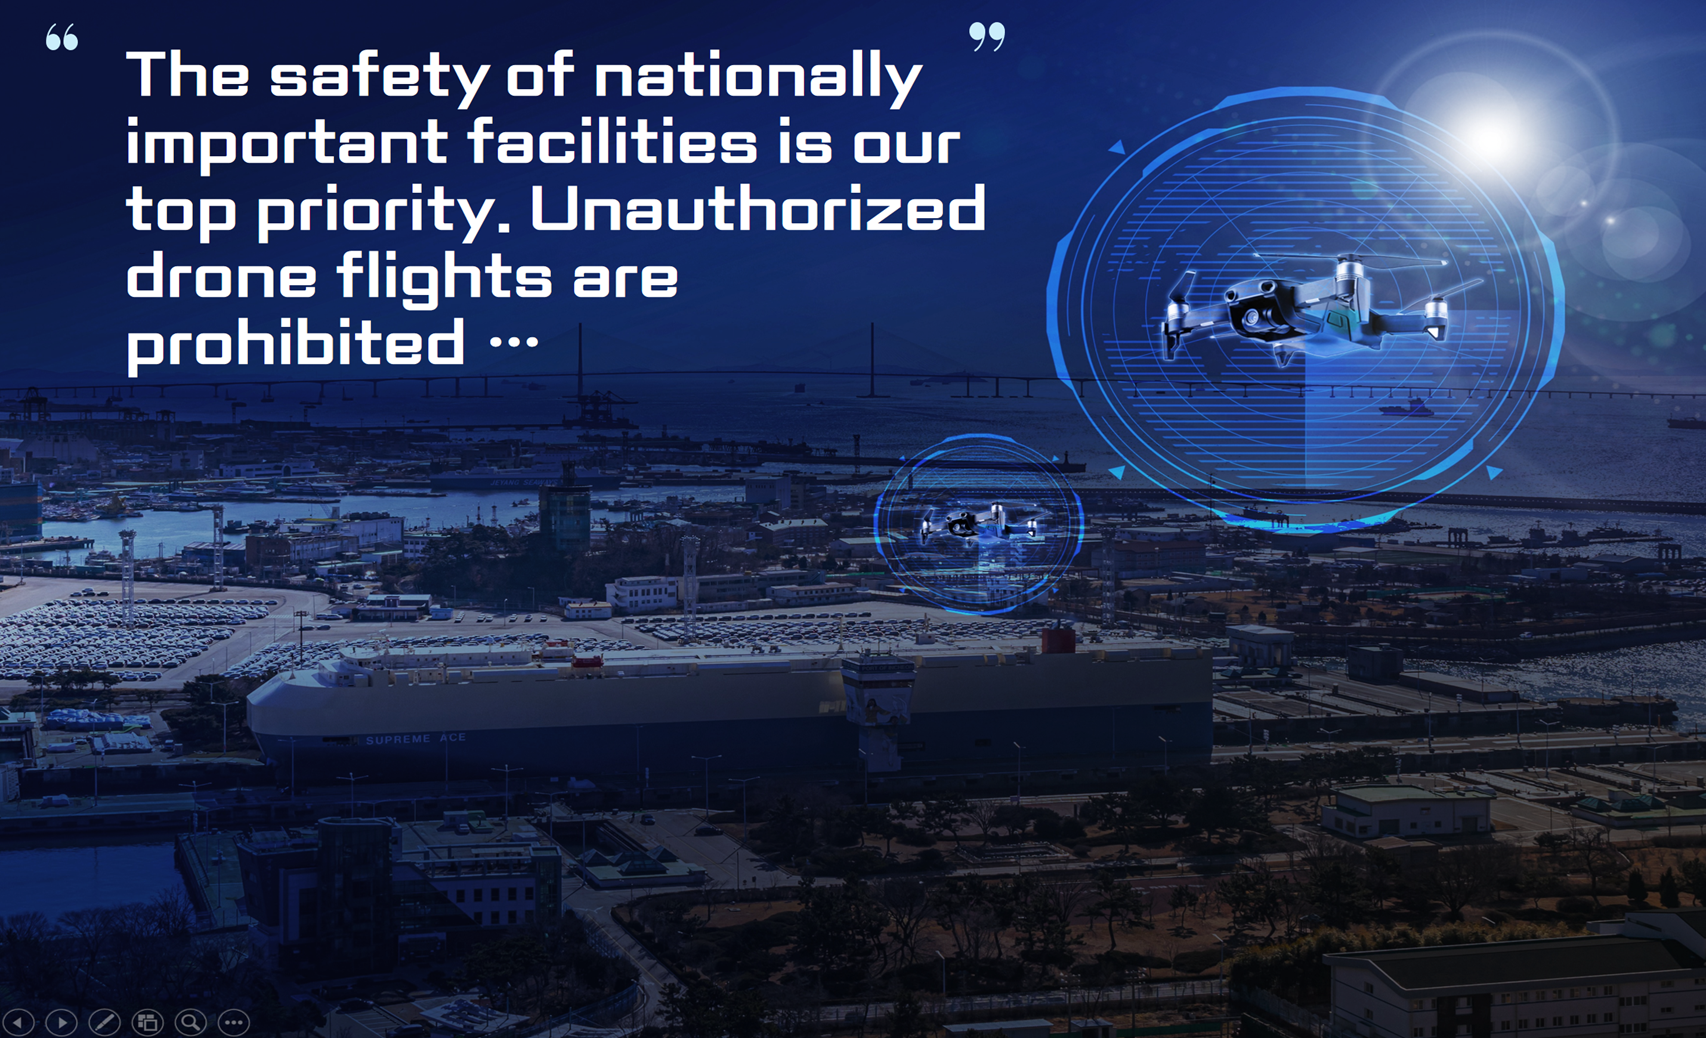 “ The safety of nationally ”
important facilities is our
top priority. Unauthorized
drone flights are
prohibited ···
SUPREME ACE